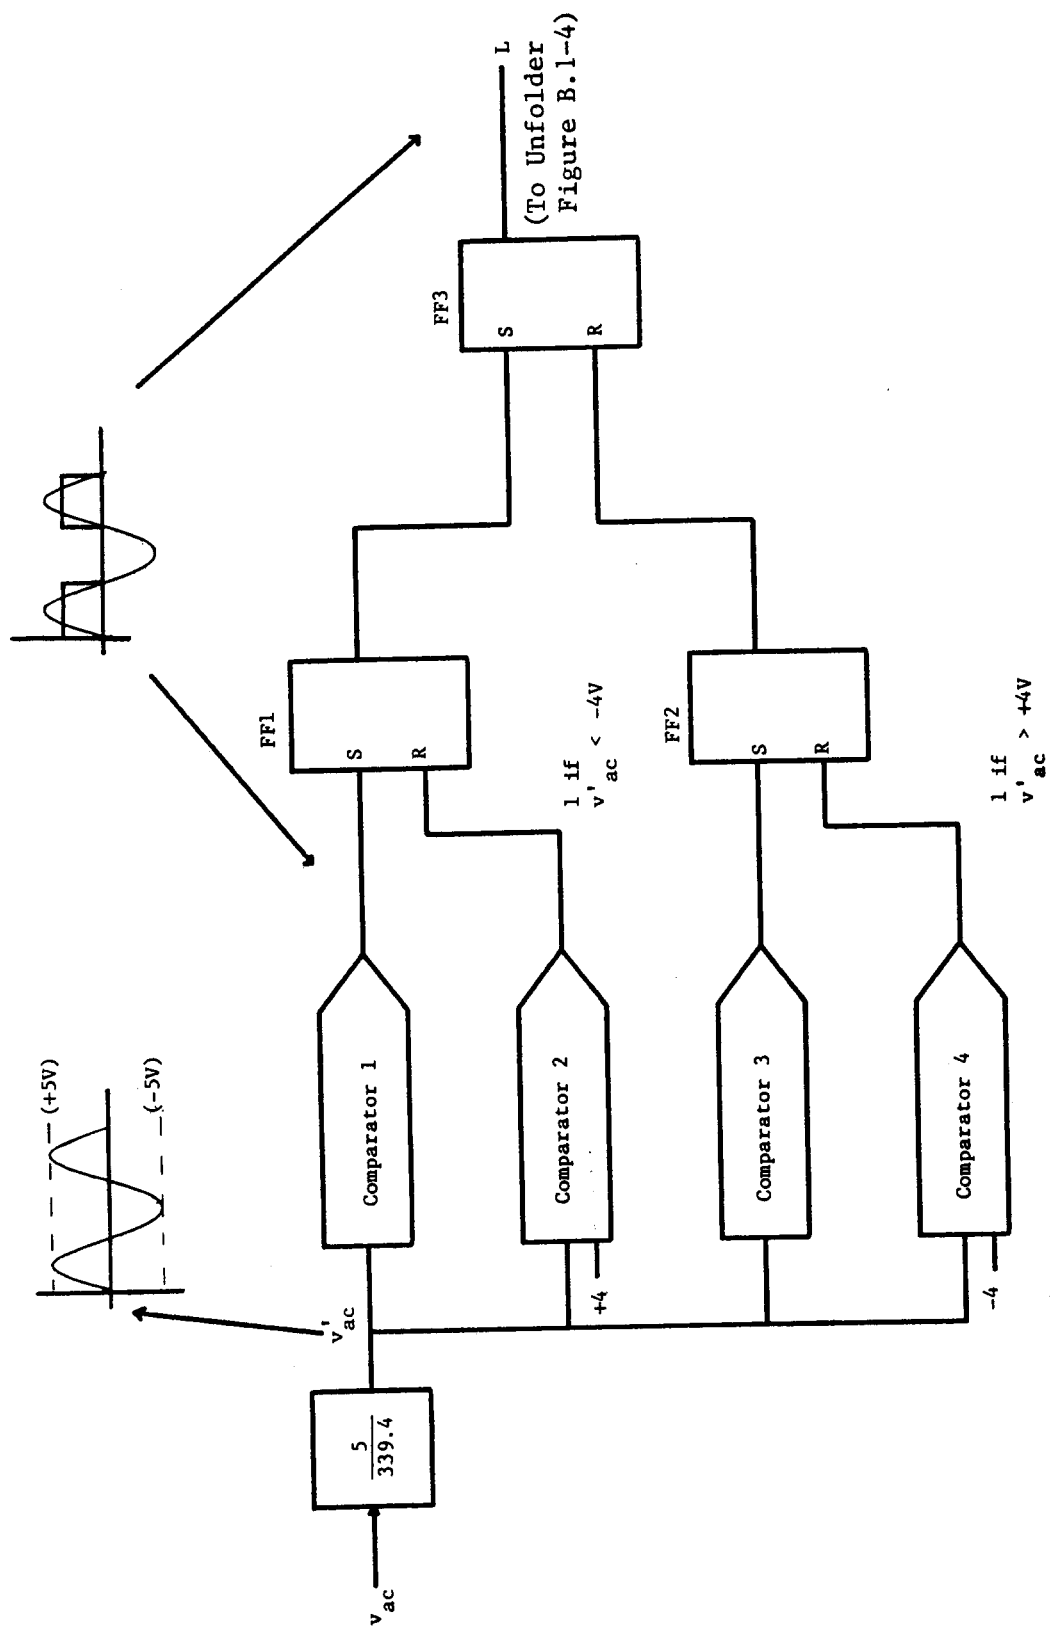 v_ac
5
339.4
v'_ac
(+5V)
(-5V)
Comparator 1
Comparator 2
+4
Comparator 3
Comparator 4
-4
FF1
S
R
1 if
v'_ac < -4V
FF2
S
R
1 if
v'_ac > +4V
FF3
S
R
L
(To Unfolder
Figure B.1-4)